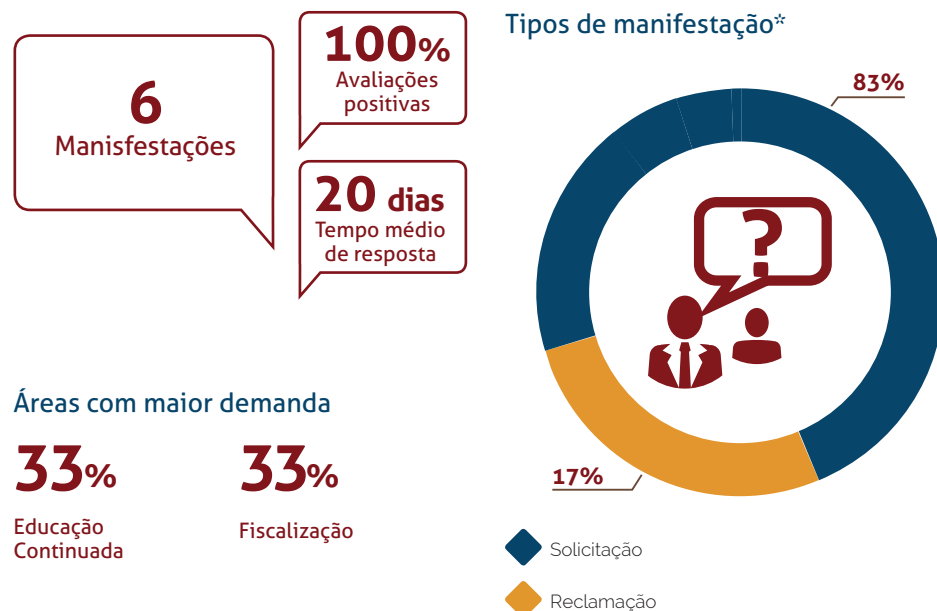 6
Manisfestações
100%
Avaliações
positivas
20 dias
Tempo médio
de resposta
Áreas com maior demanda
33%
Educação
Continuada
33%
Fiscalização
Tipos de manifestação*
83%
?
17%
Solicitação
Reclamação